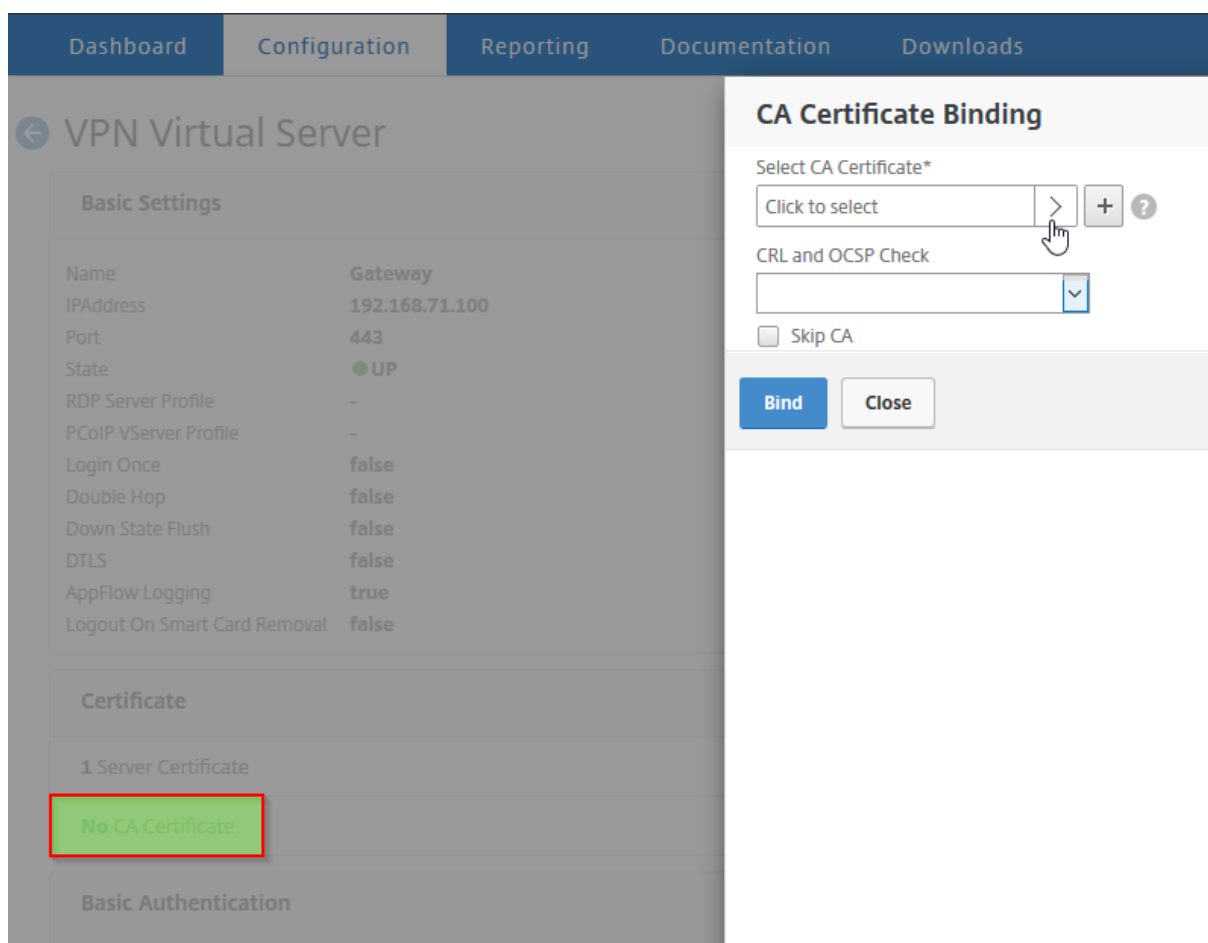 Dashboard Configuration Reporting Documentation Downloads
VPN Virtual Server
Basic Settings
Name Gateway
IPAddress 192.168.71.100
Port 443
State UP
RDP Server Profile -
PCoIP VServer Profile -
Login Once false
Double Hop false
Down State Flush false
DTLS false
AppFlow Logging true
Logout On Smart Card Removal false
Certificate
1 Server Certificate
No CA Certificate
Basic Authentication
CA Certificate Binding
Select CA Certificate*
Click to select > + ?
CRL and OCSP Check
Skip CA
Bind Close